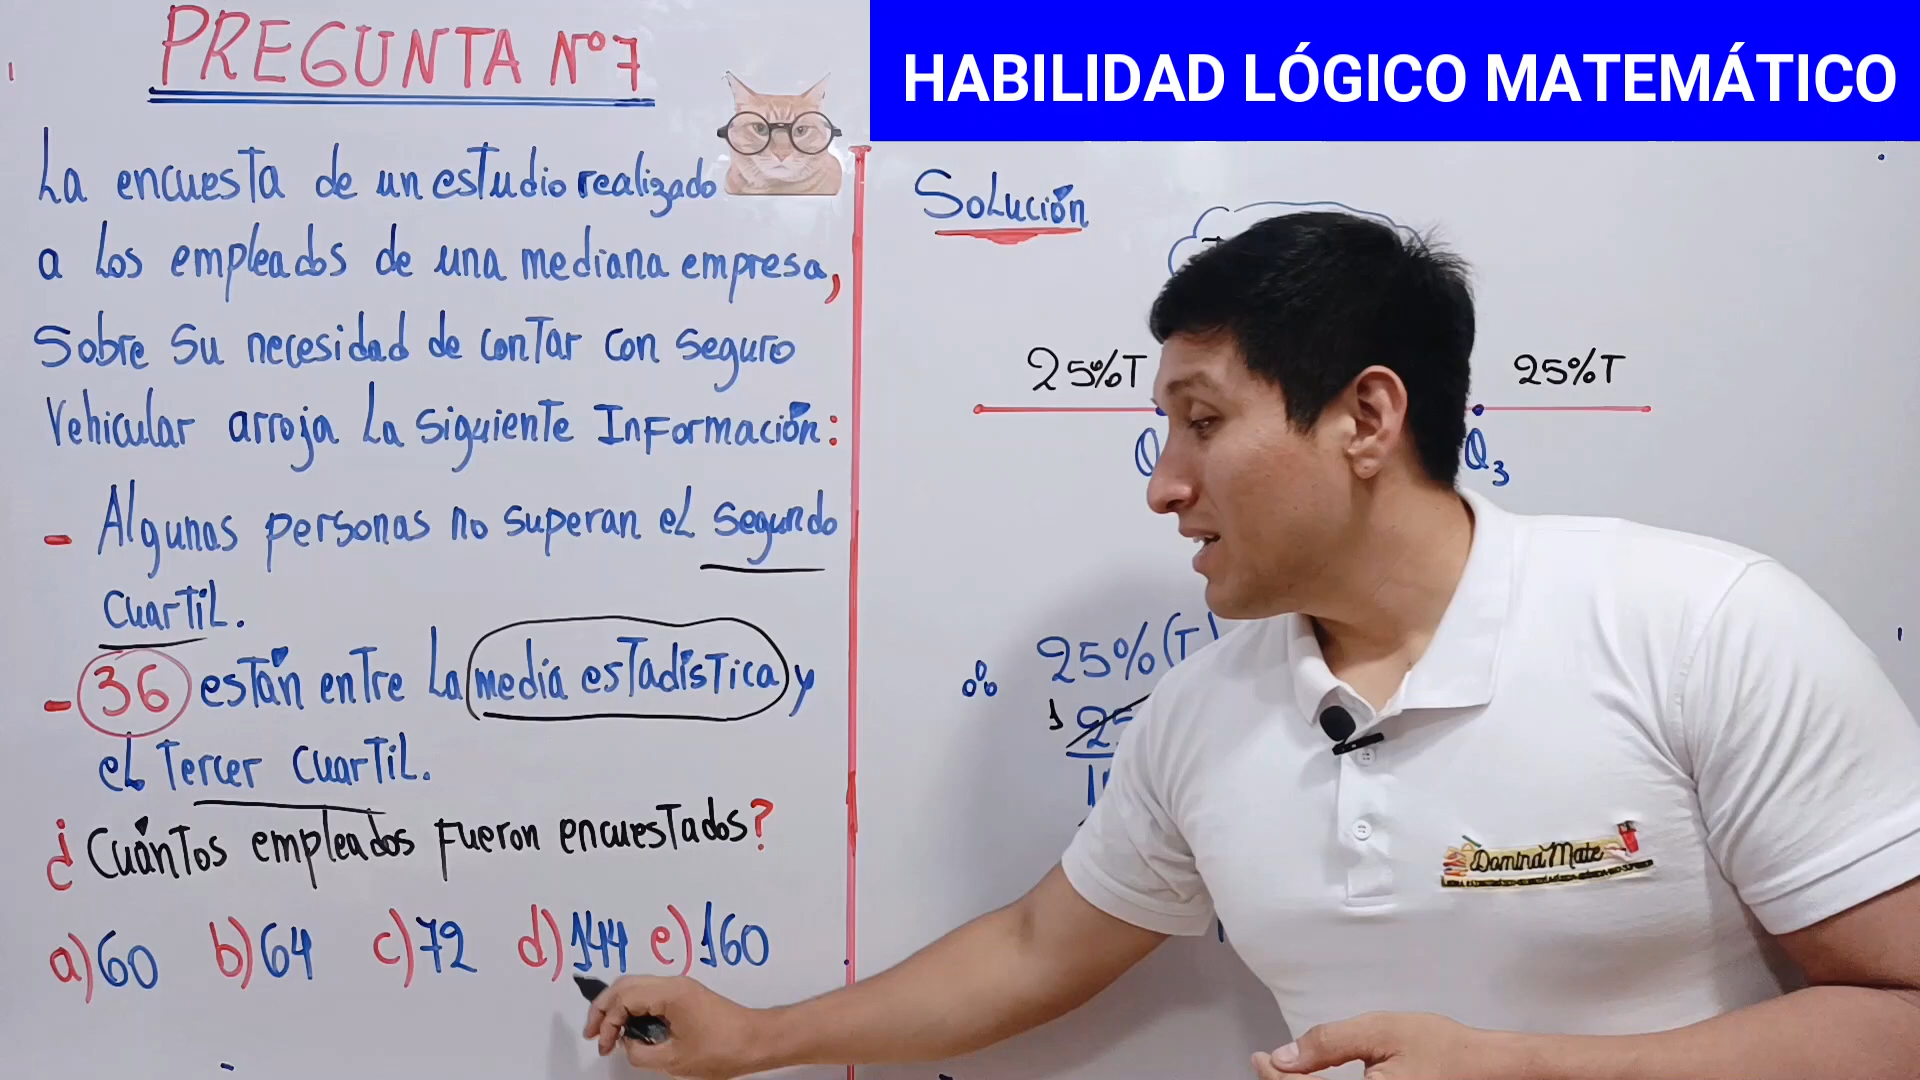 PREGUNTA Nº7
HABILIDAD LÓGICO MATEMÁTICO
La encuesta de un estudio realizado
a los empleados de una mediana empresa,
sobre su necesidad de contar con seguro
vehicular arroja la siguiente información:
- Algunas personas no superan el segundo
cuartil.
- 36 están entre la media estadística y
el tercer cuartil.
¿Cuántos empleados fueron encuestados?
a) 60 b) 64 c) 72 d) 144 e) 160
Solución
25%T 25%T
Q3
25%(T)
1
DominaMate